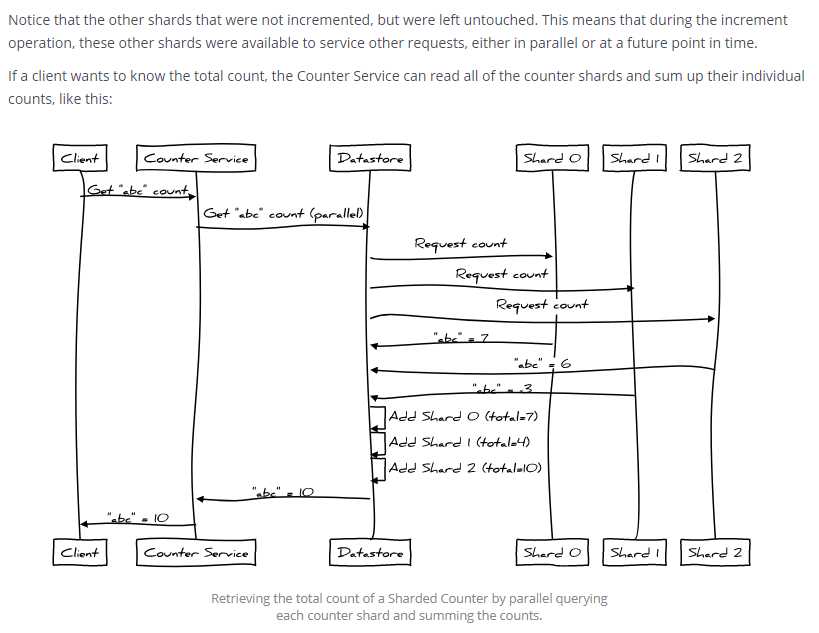 Notice that the other shards that were not incremented, but were left untouched. This means that during the increment
operation, these other shards were available to service other requests, either in parallel or at a future point in time.
If a client wants to know the total count, the Counter Service can read all of the counter shards and sum up their individual
counts, like this:
Client Counter Service Datastore Shard 0 Shard 1 Shard 2
Get "abc" count
Get "abc" count (parallel)
Request count
Request count
Request count
"abc" = 7
"abc" = 6
"abc" = -3
Add Shard 0 (total=7)
Add Shard 1 (total=4)
Add Shard 2 (total=10)
"abc" = 10
"abc" = 10
Client Counter Service Datastore Shard 0 Shard 1 Shard 2
Retrieving the total count of a Sharded Counter by parallel querying
each counter shard and summing the counts.